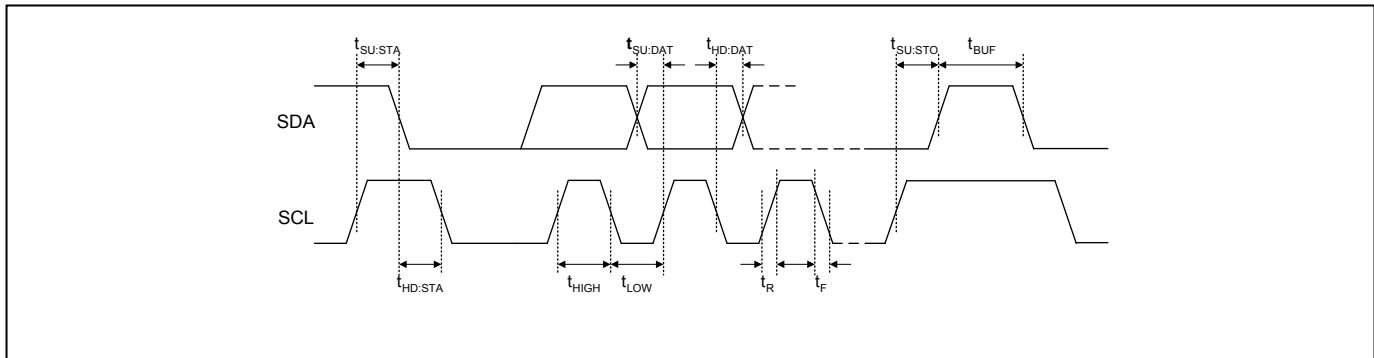 tSU:STA tSU:DAT tHD:DAT tSU:STO tBUF
SDA
SCL
tHD:STA tHIGH tLOW tR tF